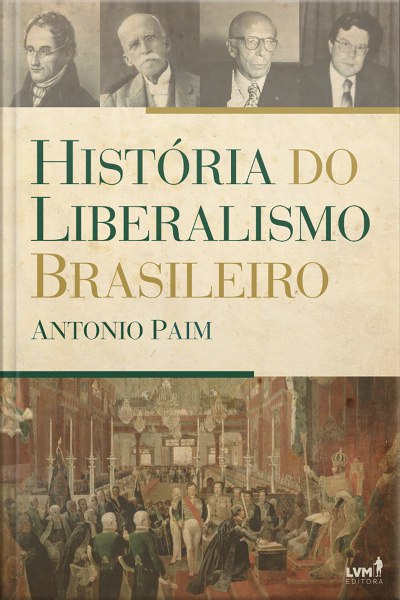 HISTÓRIA DO
LIBERALISMO
BRASILEIRO
ANTONIO PAIM
LVM
EDITORA